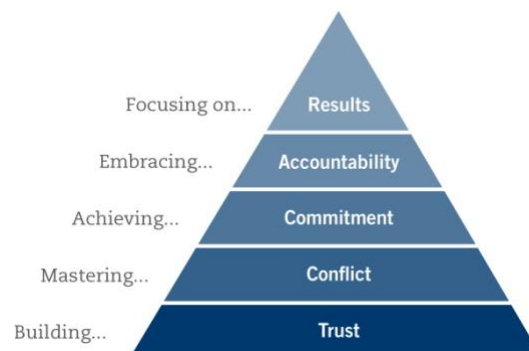 Focusing on... Results
Embracing... Accountability
Achieving... Commitment
Mastering... Conflict
Building... Trust